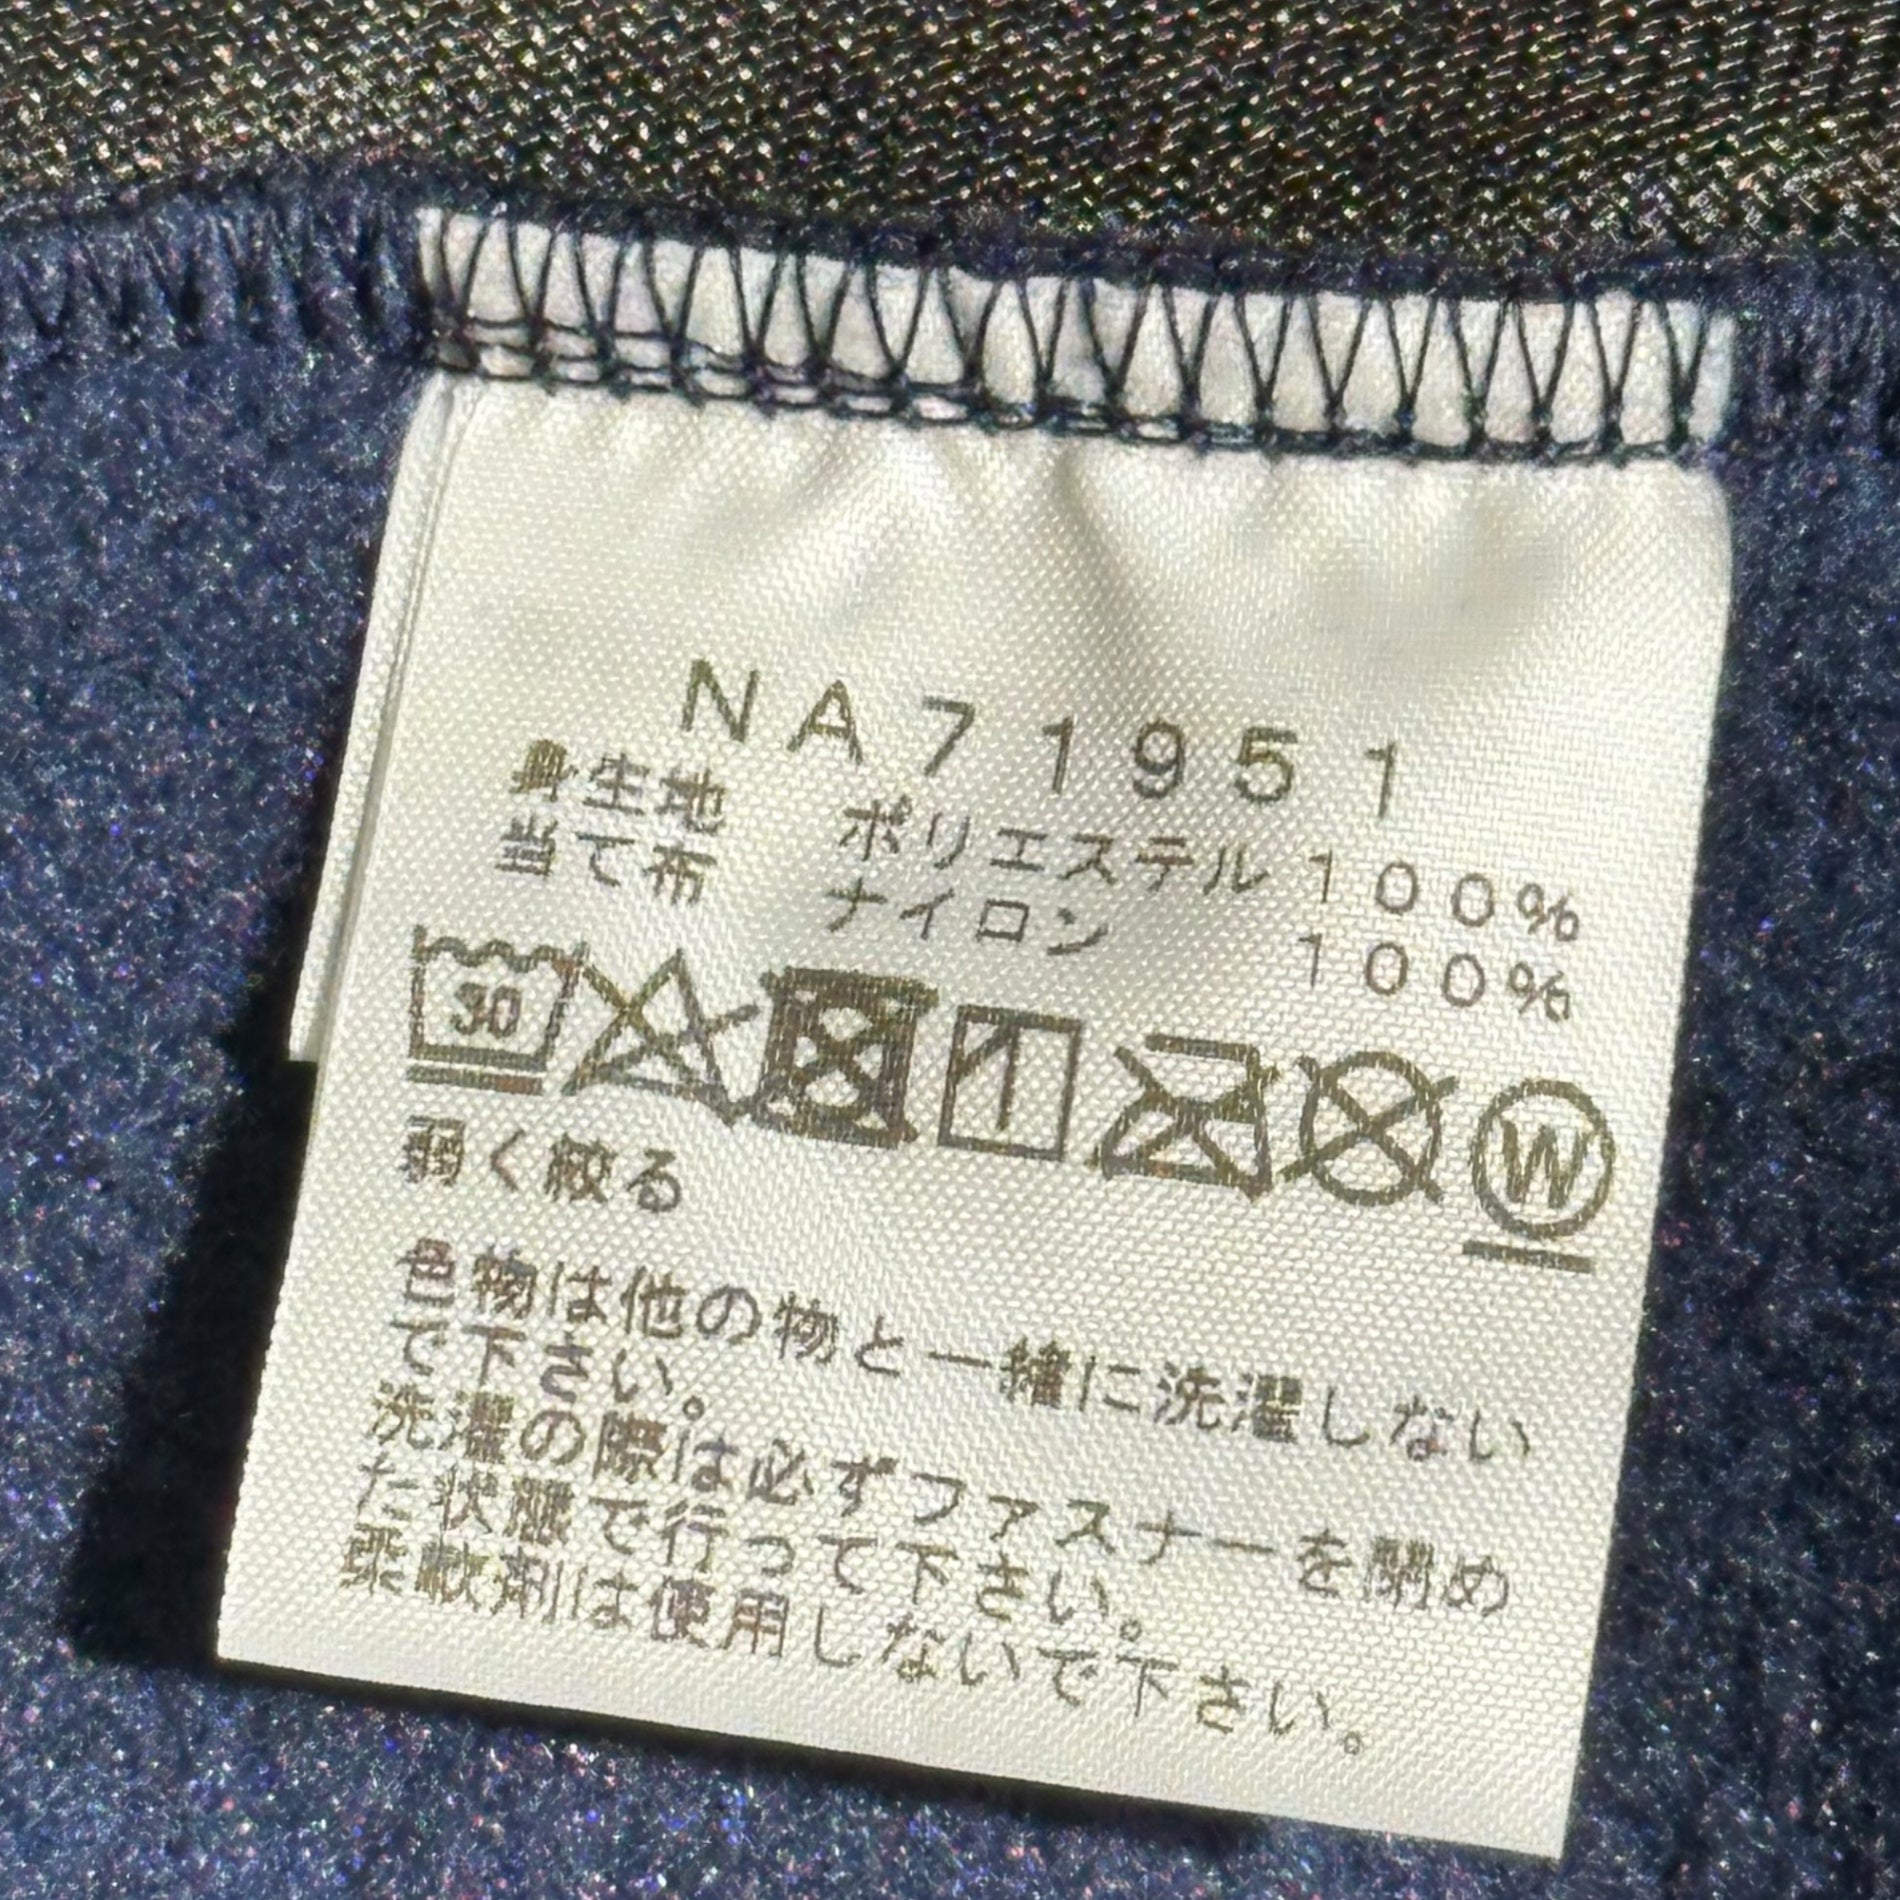 NA71951
身生地 ポリエステル 100%
当て布 ナイロン 100%
30
W
弱く絞る
色物は他の物と一緒に洗濯しない
で下さい。
洗濯の際は必ずファスナーを閉め
た状態で行って下さい。
柔軟剤は使用しないで下さい。